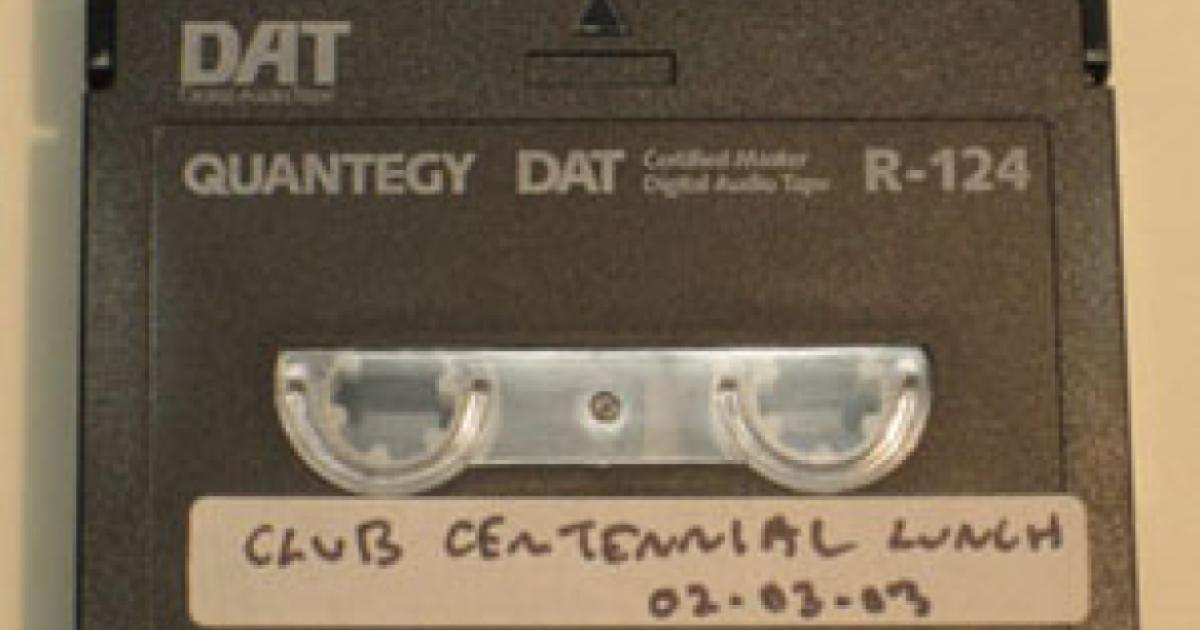 DAT
QUANTEGY DAT Certified Master Digital Audio Tape R-124
CLUB CENTENNIAL LUNCH
02-03-03